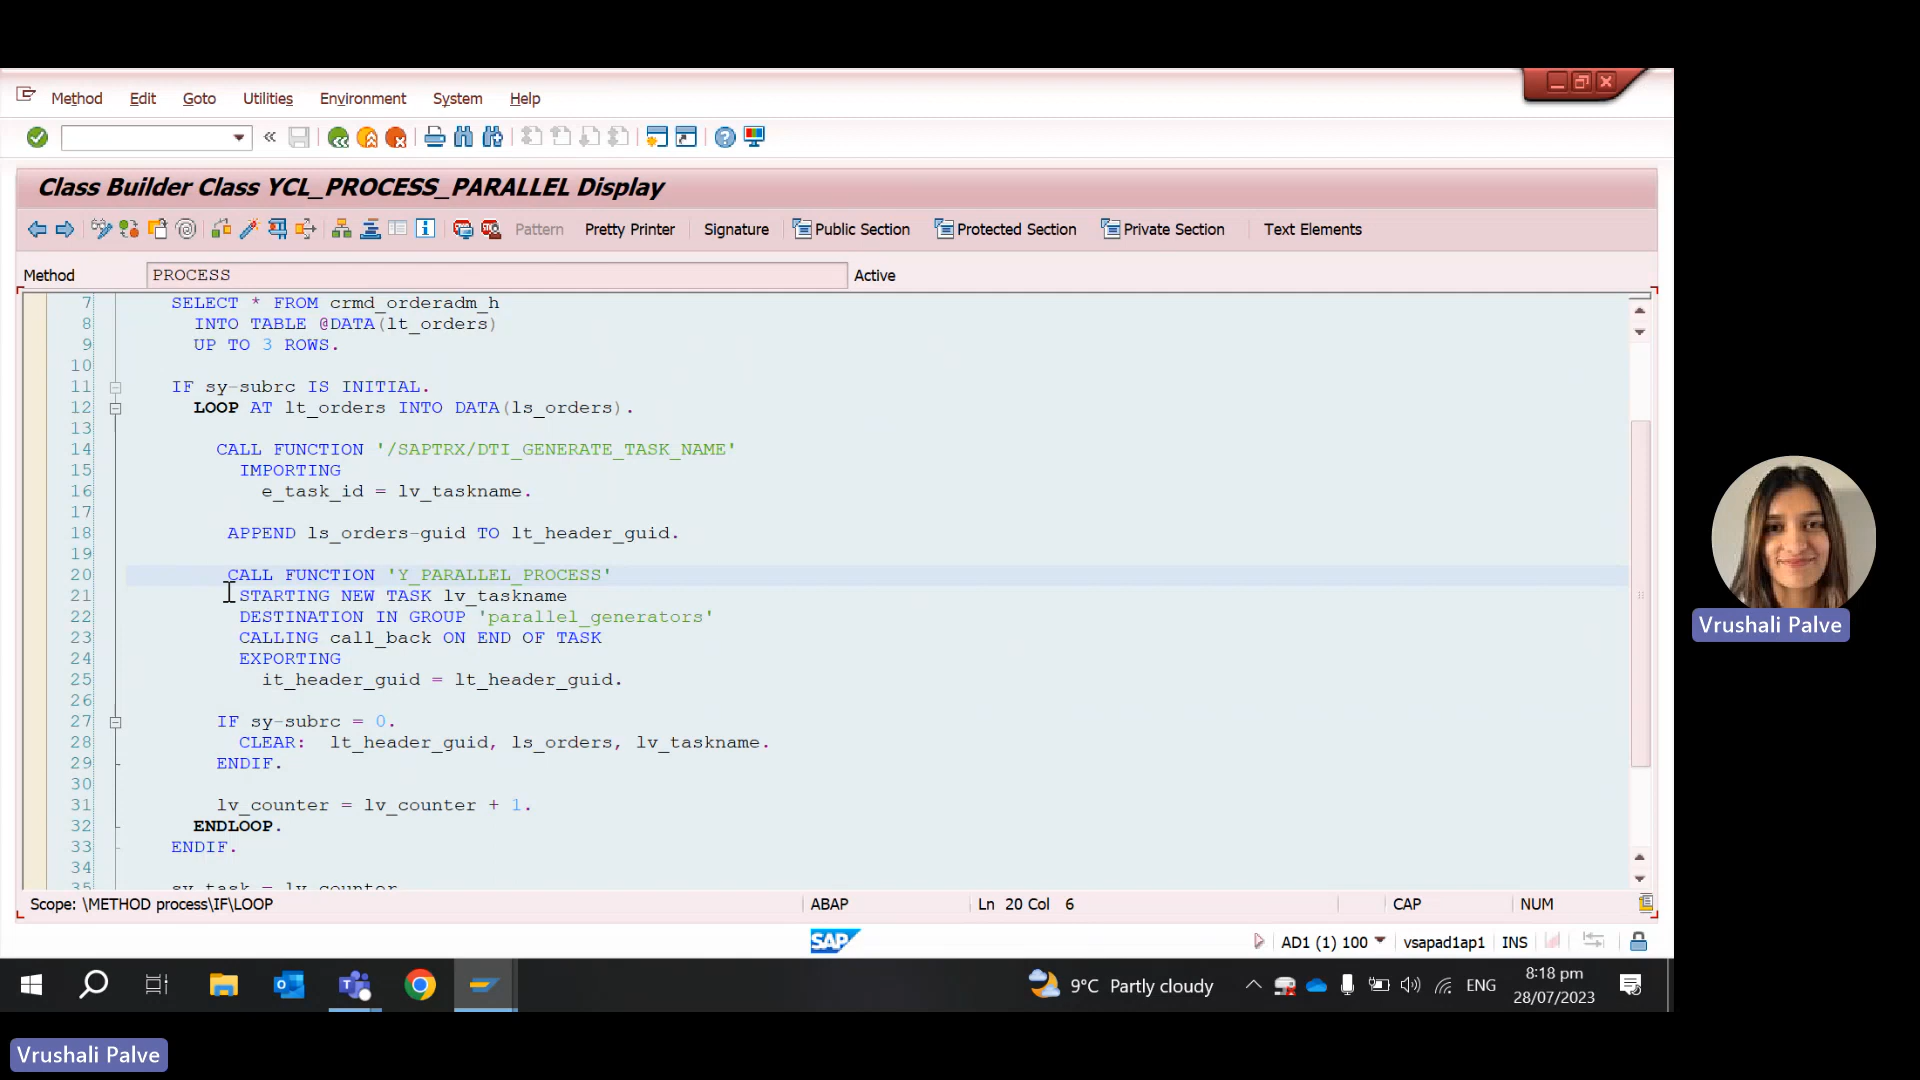 Method Edit Goto Utilities Environment System Help
Class Builder Class YCL_PROCESS_PARALLEL Display
Pattern Pretty Printer Signature Public Section Protected Section Private Section Text Elements
Method PROCESS Active
7 SELECT * FROM crmd_orderadm_h
8 INTO TABLE @DATA(lt_orders)
9 UP TO 3 ROWS.
10
11 IF sy-subrc IS INITIAL.
12 LOOP AT lt_orders INTO DATA(ls_orders).
13
14 CALL FUNCTION '/SAPTRX/DTI_GENERATE_TASK_NAME'
15 IMPORTING
16 e_task_id = lv_taskname.
17
18 APPEND ls_orders-guid TO lt_header_guid.
19
20 CALL FUNCTION 'Y_PARALLEL_PROCESS'
21 STARTING NEW TASK lv_taskname
22 DESTINATION IN GROUP 'parallel_generators'
23 CALLING call_back ON END OF TASK
24 EXPORTING
25 it_header_guid = lt_header_guid.
26
27 IF sy-subrc = 0.
28 CLEAR: lt_header_guid, ls_orders, lv_taskname.
29 ENDIF.
30
31 lv_counter = lv_counter + 1.
32 ENDLOOP.
33 ENDIF.
34
35 sv_task = lv_counter
Scope: \METHOD process\IF\LOOP ABAP Ln 20 Col 6 CAP NUM
SAP AD1 (1) 100 vsapad1ap1 INS
9°C Partly cloudy ENG 8:18 pm
28/07/2023
Vrushali Palve
Vrushali Palve